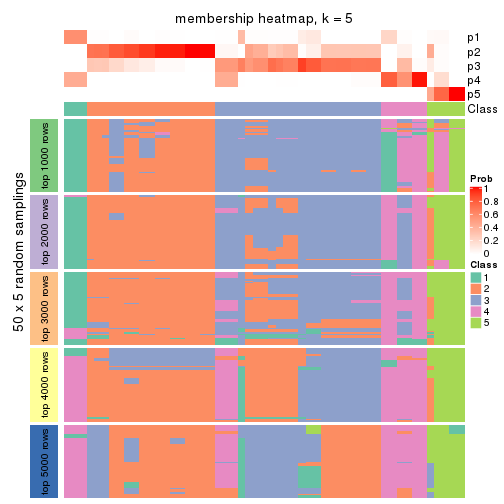 membership heatmap, k = 5
p1
p2
p3
p4
p5
Class
50 x 5 random samplings
top 1000 rows
top 2000 rows
top 3000 rows
top 4000 rows
top 5000 rows
Prob
1
0.8
0.6
0.4
0.2
0
Class
1
2
3
4
5